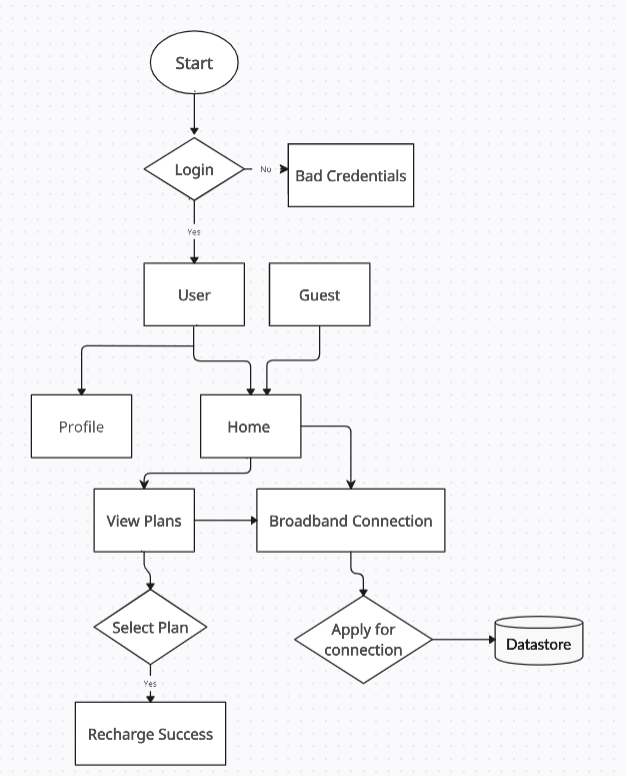 Start
Login
No
Bad Credentials
Yes
User
Guest
Profile
Home
View Plans
Broadband Connection
Select Plan
Apply for
connection
Datastore
Yes
Recharge Success